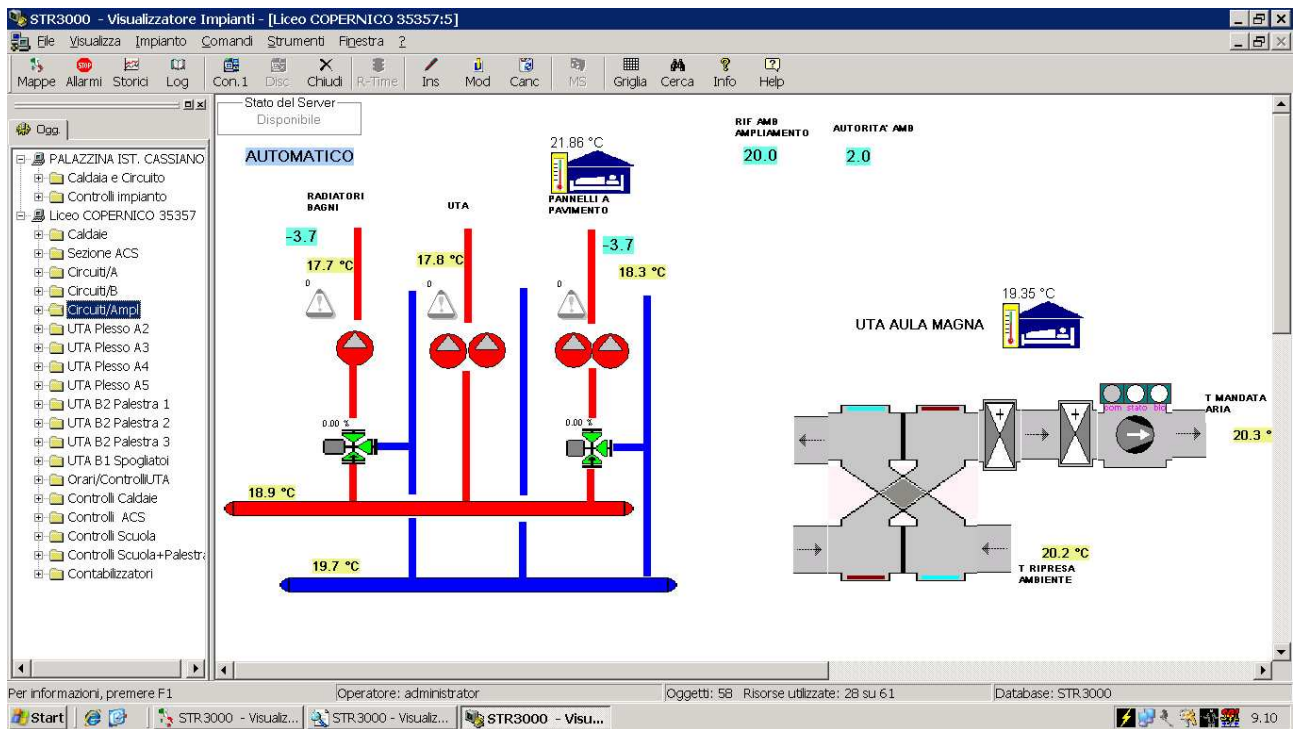 STR3000 - Visualizzatore Impianti - [Liceo COPERNICO 35357:5]
File Visualizza Impianto Comandi Strumenti Finestra ?
Mappe Allarmi Storici Log Con.1 Disc Chiudi R-Time Ins Mod Canc MS Griglia Cerca Info Help
Ogg.
PALAZZINA IST. CASSIANO
Caldaia e Circuito
Controlli impianto
Liceo COPERNICO 35357
Caldaie
Sezione ACS
Circuiti/A
Circuiti/B
Circuiti/Ampl
UTA Plesso A2
UTA Plesso A3
UTA Plesso A4
UTA Plesso A5
UTA B2 Palestra 1
UTA B2 Palestra 2
UTA B2 Palestra 3
UTA B1 Spogliatoi
Orari/ControlliUTA
Controlli Caldaie
Controlli ACS
Controlli Scuola
Controlli Scuola+Palestra
Contabilizzatori
Stato del Server
Disponibile
AUTOMATICO
21.86 °C
RIF AMB
AMPLIAMENTO
AUTORITA' AMB
20.0
2.0
RADIATORI
BAGNI
UTA
PANNELLI A
PAVIMENTO
-3.7
-3.7
17.7 °C
17.8 °C
18.3 °C
0
0
0
0.00 %
0.00 %
18.9 °C
19.7 °C
19.35 °C
UTA AULA MAGNA
com stato blc
T MANDATA
ARIA
20.3 °
20.2 °C
T RIPRESA
AMBIENTE
Per informazioni, premere F1
Operatore: administrator
Oggetti: 58 Risorse utilizzate: 28 su 61
Database: STR3000
Start
STR3000 - Visualiz...
STR3000 - Visualiz...
STR3000 - Visu...
9.10